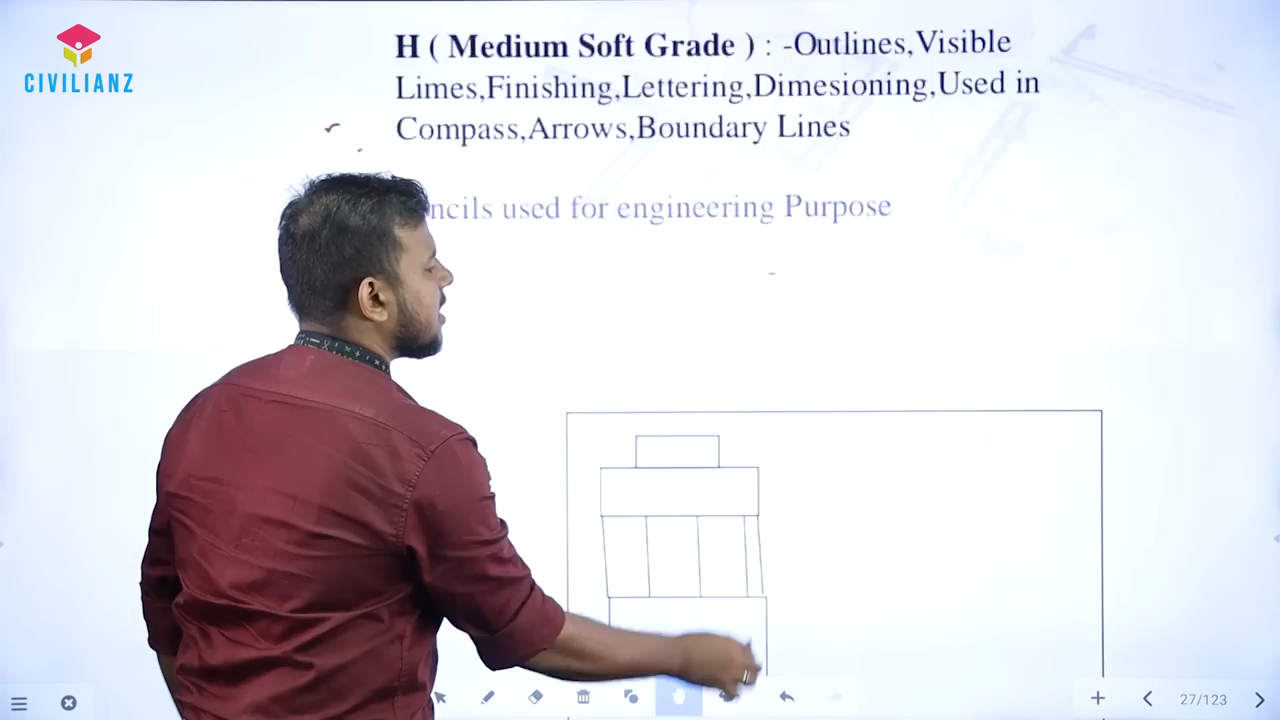 CIVILIANZ
H ( Medium Soft Grade ) : -Outlines,Visible
Limes,Finishing,Lettering,Dimesioning,Used in
Compass,Arrows,Boundary Lines
used for engineering Purpose
27/123